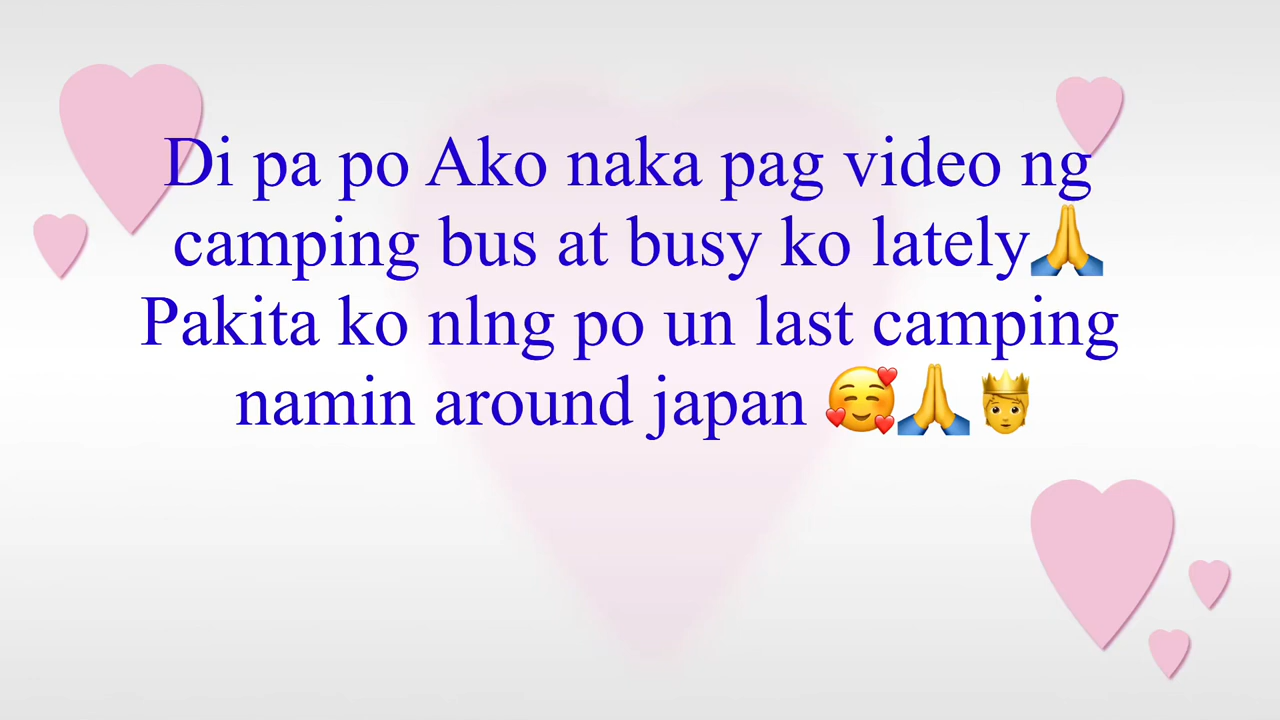 Di pa po Ako naka pag video ng
camping bus at busy ko lately🙏
Pakita ko nlng po un last camping
namin around japan 🥰🙏🤴